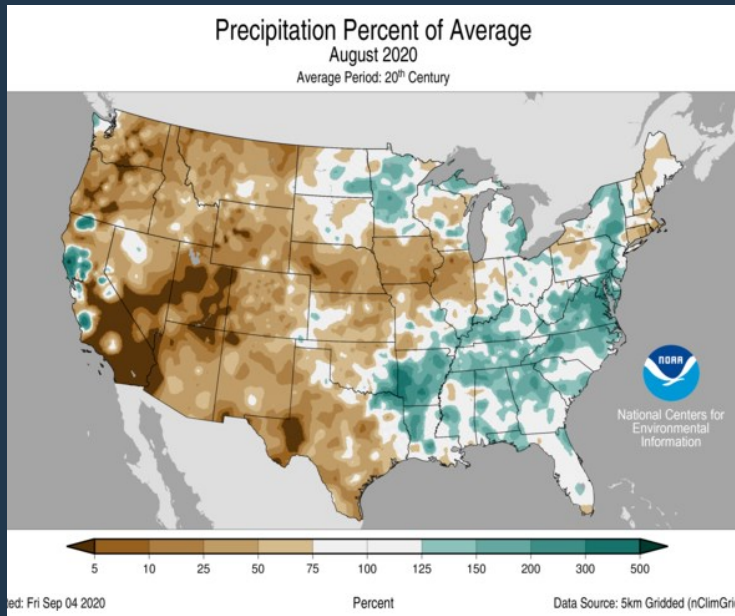 Precipitation Percent of Average
August 2020
Average Period: 20th Century
NOAA
National Centers for
Environmental
Information
5 10 25 50 75 100 125 150 200 300 500
ted: Fri Sep 04 2020 Percent Data Source: 5km Gridded (nClimGri